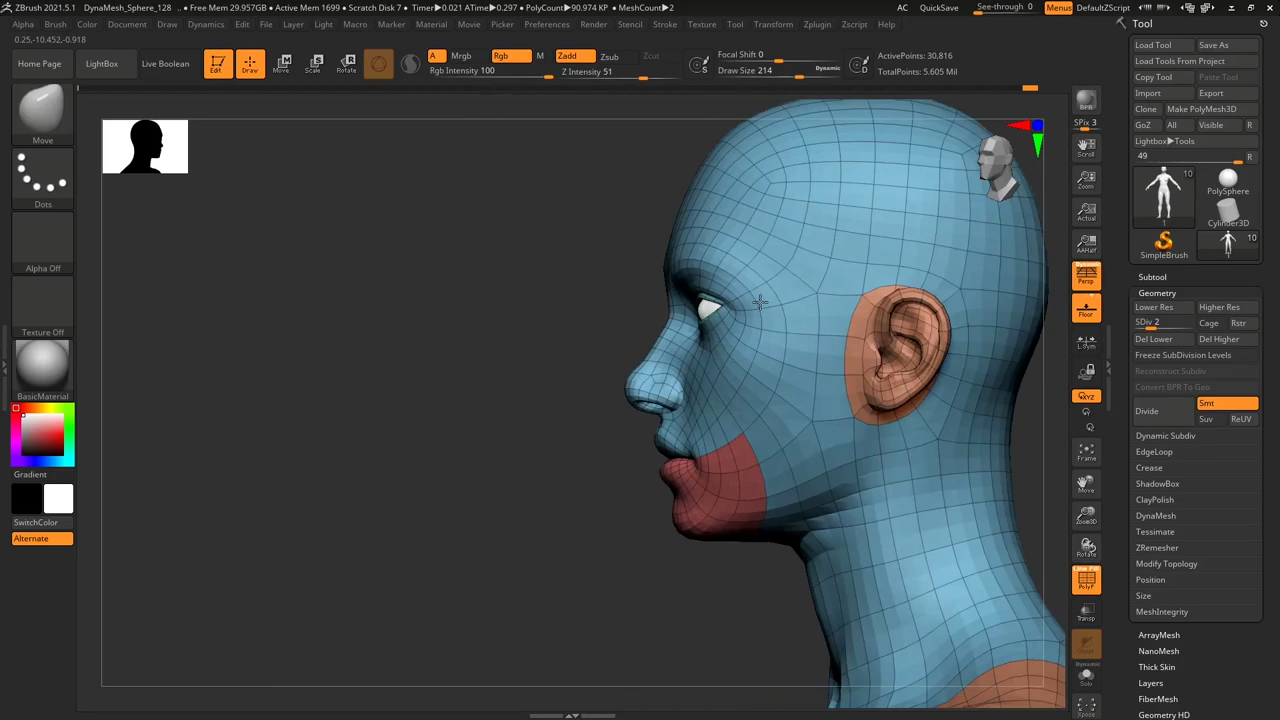 ZBrush 2021.5.1 DynaMesh_Sphere_128 .. ● Free Mem 29.957GB ● Active Mem 1699 ● Scratch Disk 7 ● Timer▶0.021 ATime▶0.297 ● PolyCount▶90.974 KP ● MeshCount▶2 AC QuickSave See-through 0 Menus DefaultZScript
Alpha Brush Color Document Draw Dynamics Edit File Layer Light Macro Marker Material Movie Picker Preferences Render Stencil Stroke Texture Tool Transform Zplugin Zscript Help
0.25,-10.452,-0.918
Home Page LightBox Live Boolean
Edit Draw Move Scale Rotate
A Mrgb Rgb M Zadd Zsub Zcut
Rgb Intensity 100 Z Intensity 51
Focal Shift 0
Draw Size 214 Dynamic
S D
ActivePoints: 30,816
TotalPoints: 5.605 Mil
Move
Dots
Alpha Off
Texture Off
BasicMaterial
Gradient
SwitchColor
Alternate
BPR
SPix 3
Scroll
Zoom
Actual
AAHalf
Dynamic
Persp
Floor
L.Sym
XYZ
Frame
Move
Zoom3D
Rotate
Line Fill
PolyF
Transp
Dynamic
Solo
Xpose
Tool
Load Tool Save As
Load Tools From Project
Copy Tool Paste Tool
Import Export
Clone Make PolyMesh3D
GoZ All Visible R
Lightbox▶Tools
49 R
10
1
PolySphere
Cylinder3D
SimpleBrush
10
Subtool
Geometry
Lower Res Higher Res
SDiv 2 Cage Rstr
Del Lower Del Higher
Freeze SubDivision Levels
Reconstruct Subdiv
Convert BPR To Geo
Divide Smt
Suv ReUV
Dynamic Subdiv
EdgeLoop
Crease
ShadowBox
ClayPolish
DynaMesh
Tessimate
ZRemesher
Modify Topology
Position
Size
MeshIntegrity
ArrayMesh
NanoMesh
Thick Skin
Layers
FiberMesh
Geometry HD